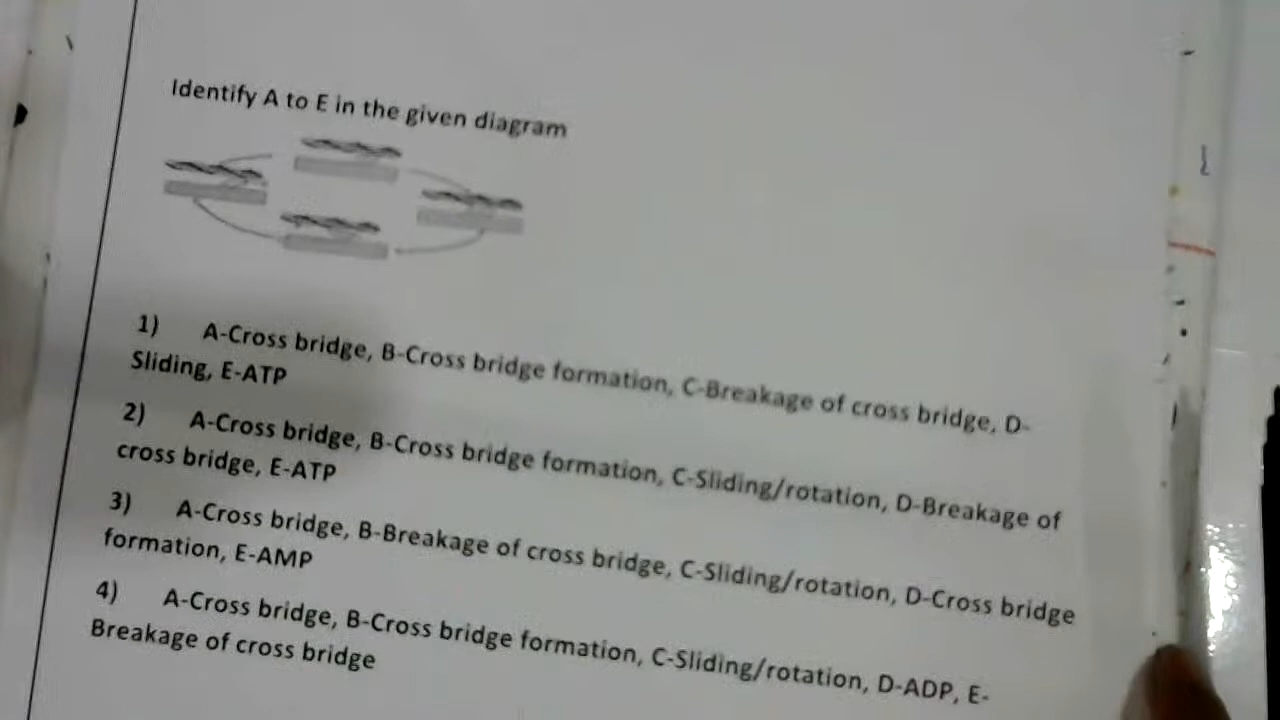 Identify A to E in the given diagram
1) A-Cross bridge, B-Cross bridge formation, C-Breakage of cross bridge, D-
Sliding, E-ATP
2) A-Cross bridge, B-Cross bridge formation, C-Sliding/rotation, D-Breakage of
cross bridge, E-ATP
3) A-Cross bridge, B-Breakage of cross bridge, C-Sliding/rotation, D-Cross bridge
formation, E-AMP
4) A-Cross bridge, B-Cross bridge formation, C-Sliding/rotation, D-ADP, E-
Breakage of cross bridge